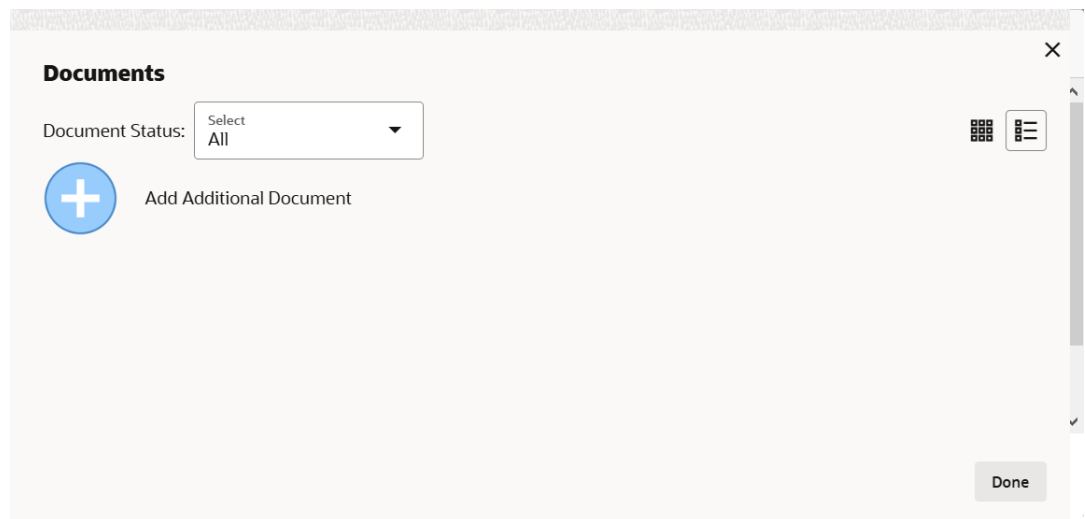 Documents
Document Status:
Select
All
Add Additional Document
Done